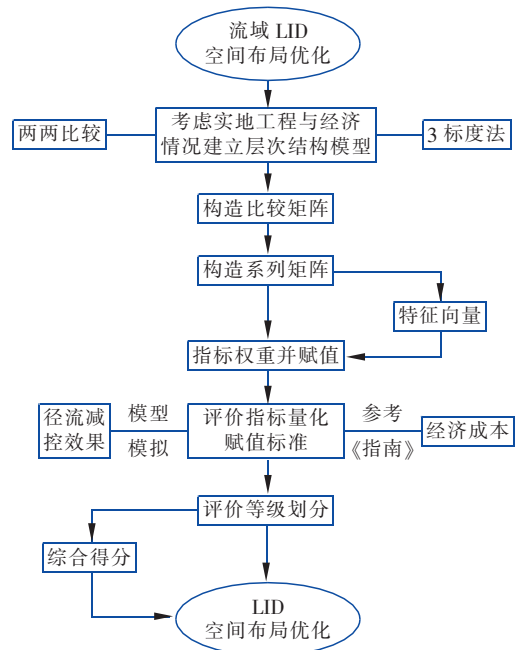 流域 LID
空间布局优化
两两比较
考虑实地工程与经济
情况建立层次结构模型
3 标度法
构造比较矩阵
构造系列矩阵
特征向量
指标权重并赋值
径流减
控效果
模型
模拟
评价指标量化
赋值标准
参考
《指南》
经济成本
评价等级划分
综合得分
LID
空间布局优化